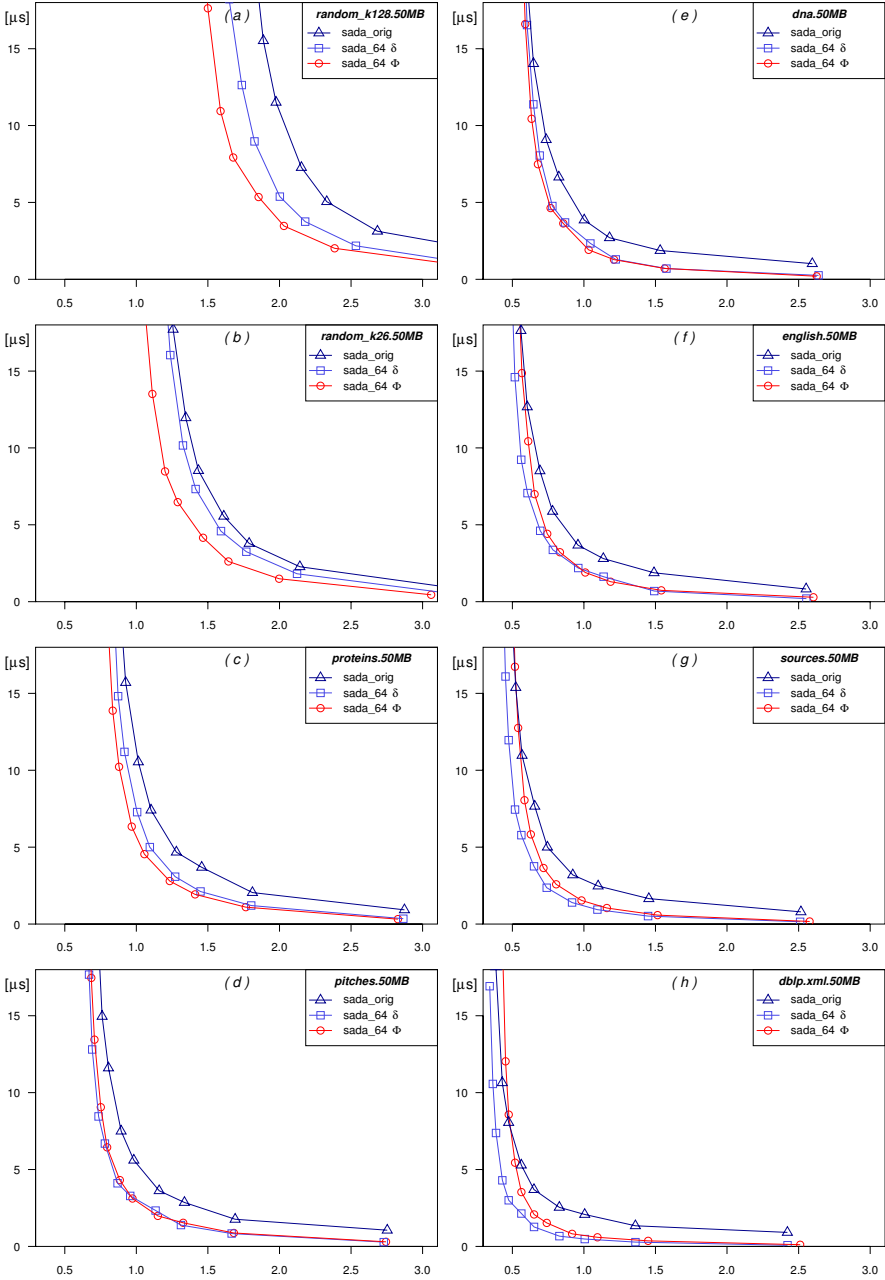 [μs]
( a )
random_k128.50MB
sada_orig
sada_64 δ
sada_64 Φ
15
10
5
0
0.5 1.0 1.5 2.0 2.5 3.0
( e )
dna.50MB
sada_orig
sada_64 δ
sada_64 Φ
15
10
5
0
0.5 1.0 1.5 2.0 2.5 3.0
[μs]
( b )
random_k26.50MB
sada_orig
sada_64 δ
sada_64 Φ
15
10
5
0
0.5 1.0 1.5 2.0 2.5 3.0
( f )
english.50MB
sada_orig
sada_64 δ
sada_64 Φ
15
10
5
0
0.5 1.0 1.5 2.0 2.5 3.0
[μs]
( c )
proteins.50MB
sada_orig
sada_64 δ
sada_64 Φ
15
10
5
0
0.5 1.0 1.5 2.0 2.5 3.0
( g )
sources.50MB
sada_orig
sada_64 δ
sada_64 Φ
15
10
5
0
0.5 1.0 1.5 2.0 2.5 3.0
[μs]
( d )
pitches.50MB
sada_orig
sada_64 δ
sada_64 Φ
15
10
5
0
0.5 1.0 1.5 2.0 2.5 3.0
( h )
dblp.xml.50MB
sada_orig
sada_64 δ
sada_64 Φ
15
10
5
0
0.5 1.0 1.5 2.0 2.5 3.0
[μs]
[μs]
[μs]
[μs]